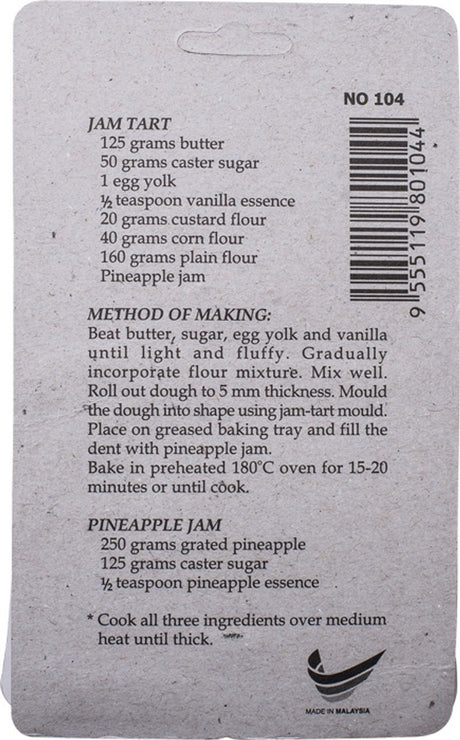 NO 104
JAM TART
125 grams butter
50 grams caster sugar
1 egg yolk
½ teaspoon vanilla essence
20 grams custard flour
40 grams corn flour
160 grams plain flour
Pineapple jam
9 555119 801044
METHOD OF MAKING:
Beat butter, sugar, egg yolk and vanilla
until light and fluffy. Gradually
incorporate flour mixture. Mix well.
Roll out dough to 5 mm thickness. Mould
the dough into shape using jam-tart mould.
Place on greased baking tray and fill the
dent with pineapple jam.
Bake in preheated 180°C oven for 15-20
minutes or until cook.
PINEAPPLE JAM
250 grams grated pineapple
125 grams caster sugar
½ teaspoon pineapple essence
* Cook all three ingredients over medium
heat until thick.
MADE IN MALAYSIA